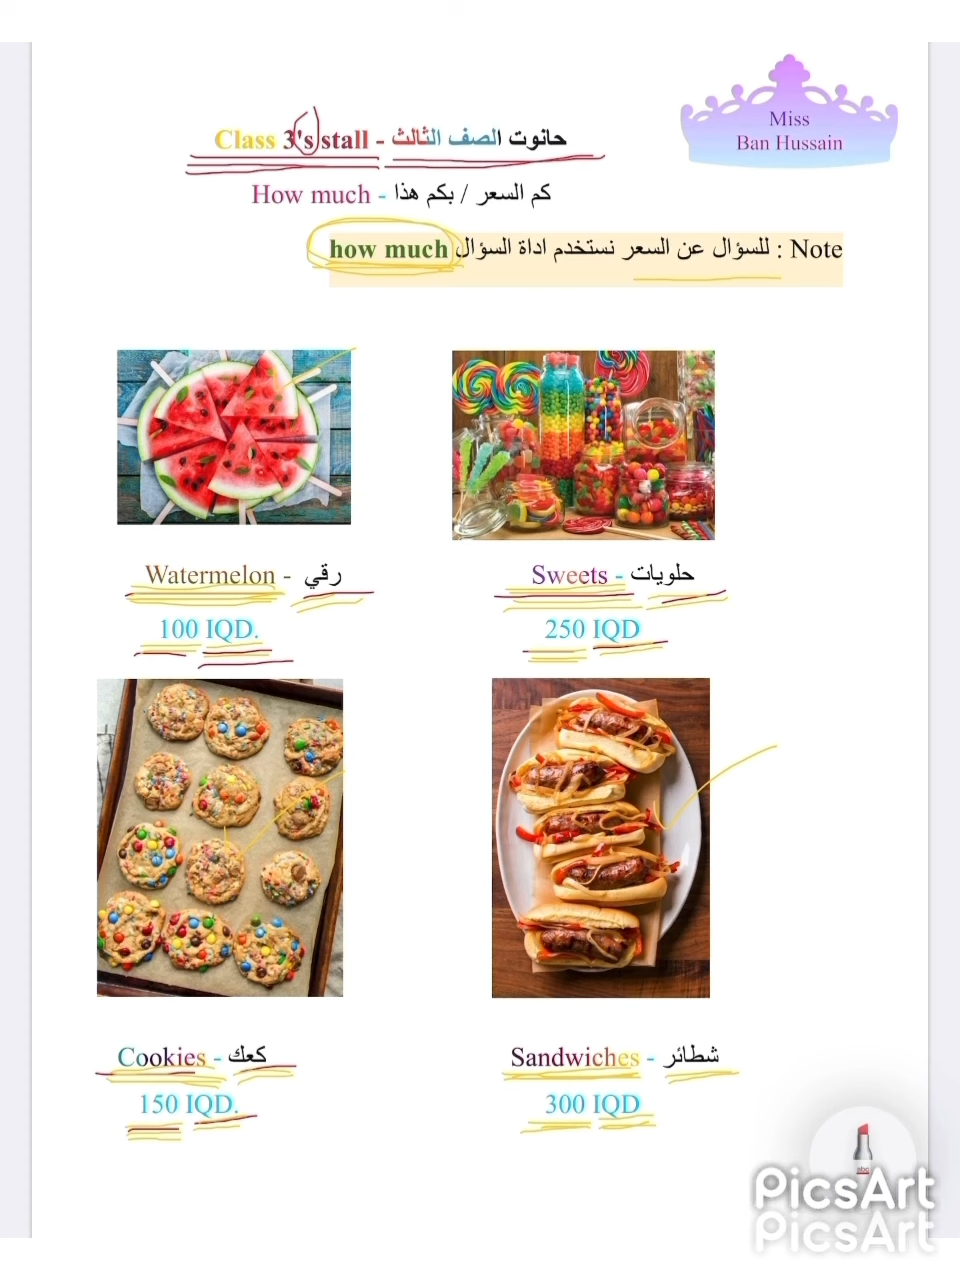 Miss
Ban Hussain
Class 3's stall - حانوت الصف الثالث
How much - كم السعر / بكم هذا
Note : للسؤال عن السعر نستخدم اداة السؤال how much
Watermelon - رقي
Sweets - حلويات
100 IQD.
250 IQD
Cookies - كعك
Sandwiches - شطائر
150 IQD.
300 IQD
abc
PicsArt
PicsArt